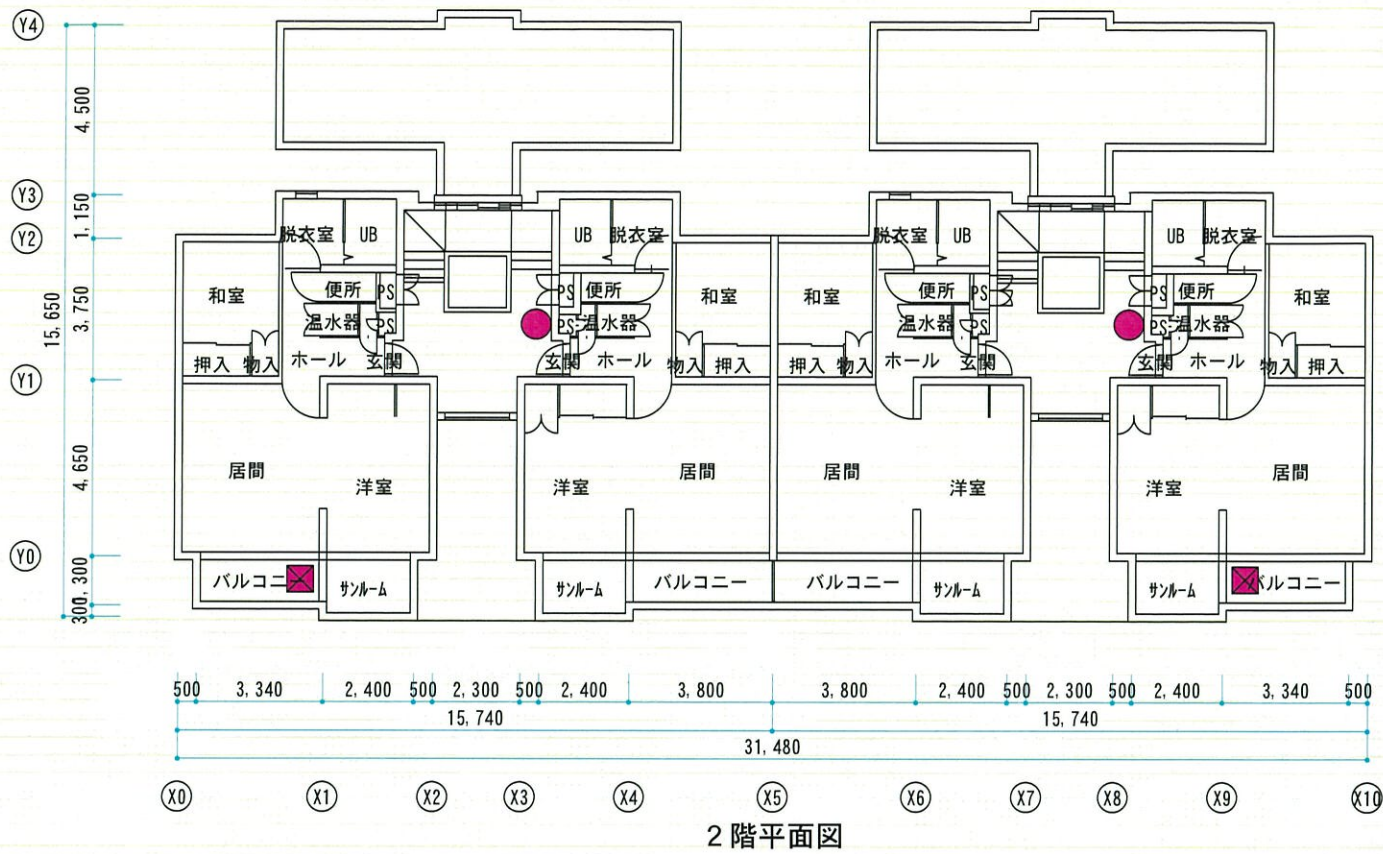 Y4
4,500
Y3
1,150
Y2
15,650
3,750
Y1
4,650
Y0
1,300
300
脱衣室 UB UB 脱衣室 脱衣室 UB UB 脱衣室
和室 便所 PS PS 便所 和室 和室 便所 PS PS 便所 和室
温水器 PS PS 温水器 温水器 PS PS 温水器
押入 物入 ホール 玄関 玄関 ホール 物入 押入 押入 物入 ホール 玄関 玄関 ホール 物入 押入
居間 洋室 洋室 居間 居間 洋室 洋室 居間
バルコニー サンルーム サンルーム バルコニー バルコニー サンルーム サンルーム バルコニー
500 3,340 2,400 500 2,300 500 2,400 3,800 3,800 2,400 500 2,300 500 2,400 3,340 500
15,740 15,740
31,480
X0 X1 X2 X3 X4 X5 X6 X7 X8 X9 X10
2階平面図